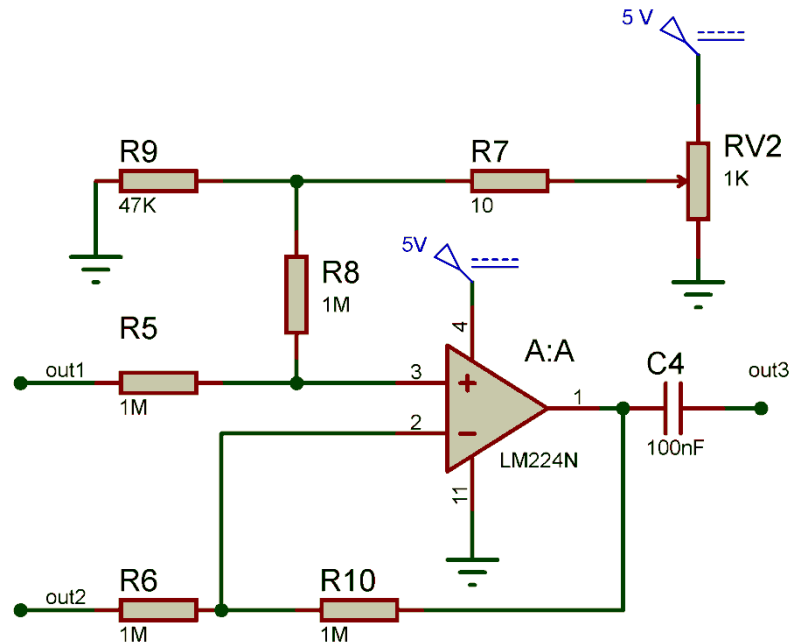 5 V
R9
47K
R7
10
RV2
1K
R8
1M
5V
4
R5
out1
1M
3
2
A:A
1
LM224N
11
C4
100nF
out3
+
−
out2
R6
1M
R10
1M